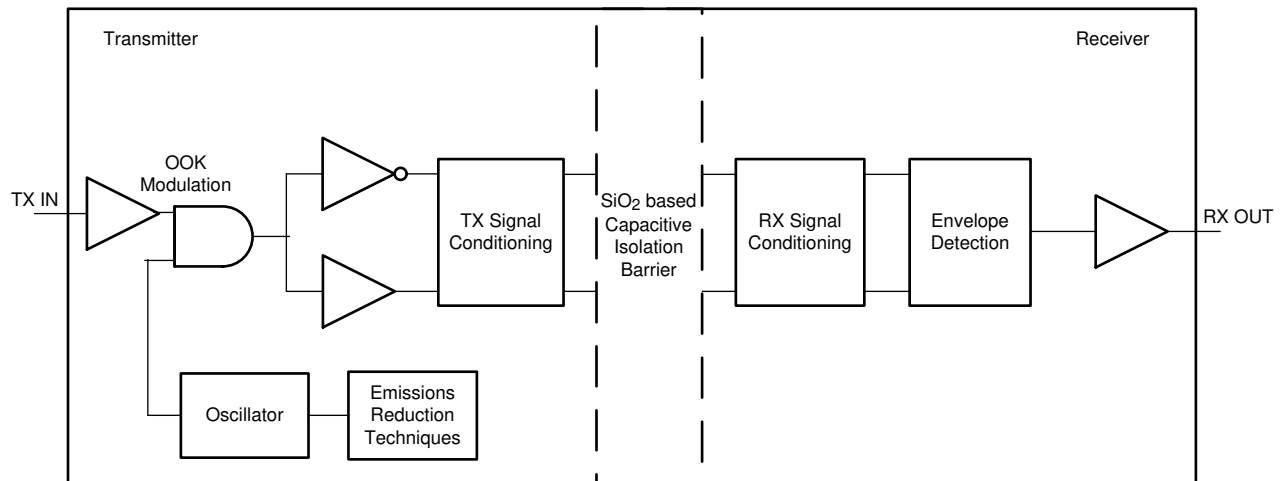 Transmitter
Receiver
OOK
Modulation
TX IN
TX Signal
Conditioning
SiO2 based
Capacitive
Isolation
Barrier
RX Signal
Conditioning
Envelope
Detection
RX OUT
Oscillator
Emissions
Reduction
Techniques